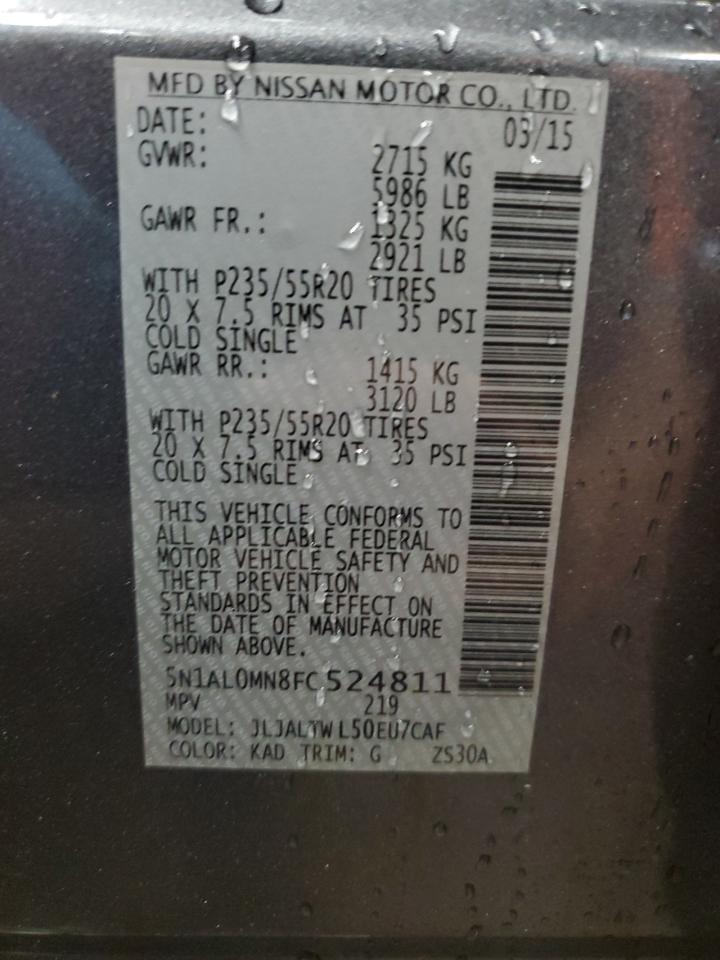 MFD BY NISSAN MOTOR CO., LTD.
DATE: 03/15
GVWR: 2715 KG
5986 LB
GAWR FR.: 1325 KG
2921 LB
WITH P235/55R20 TIRES
20 X 7.5 RIMS AT 35 PSI
COLD SINGLE
GAWR RR.: 1415 KG
3120 LB
WITH P235/55R20 TIRES
20 X 7.5 RIMS AT 35 PSI
COLD SINGLE
THIS VEHICLE CONFORMS TO
ALL APPLICABLE FEDERAL
MOTOR VEHICLE SAFETY AND
THEFT PREVENTION
STANDARDS IN EFFECT ON
THE DATE OF MANUFACTURE
SHOWN ABOVE.
5N1AL0MN8FC524811
MPV 219
MODEL: JLJALYWL50EU7CAF
COLOR: KAD TRIM: G ZS30A